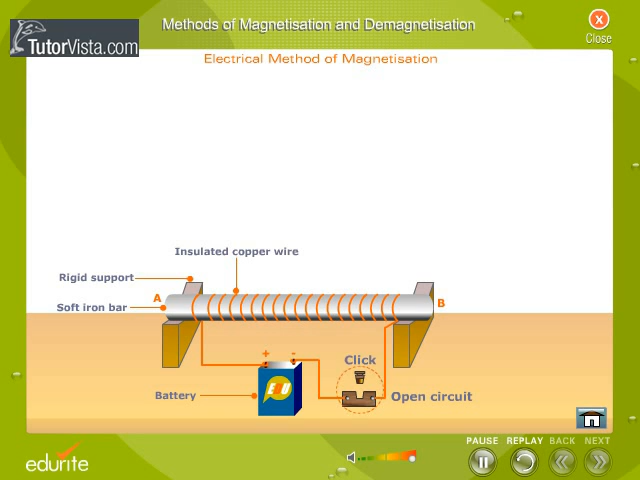 Methods of Magnetisation and Demagnetisation
X
Close
TutorVista.com
Electrical Method of Magnetisation
Insulated copper wire
Rigid support
A
Soft iron bar
B
+ -
Click
Battery
EDU
Open circuit
PAUSE REPLAY BACK NEXT
edurite